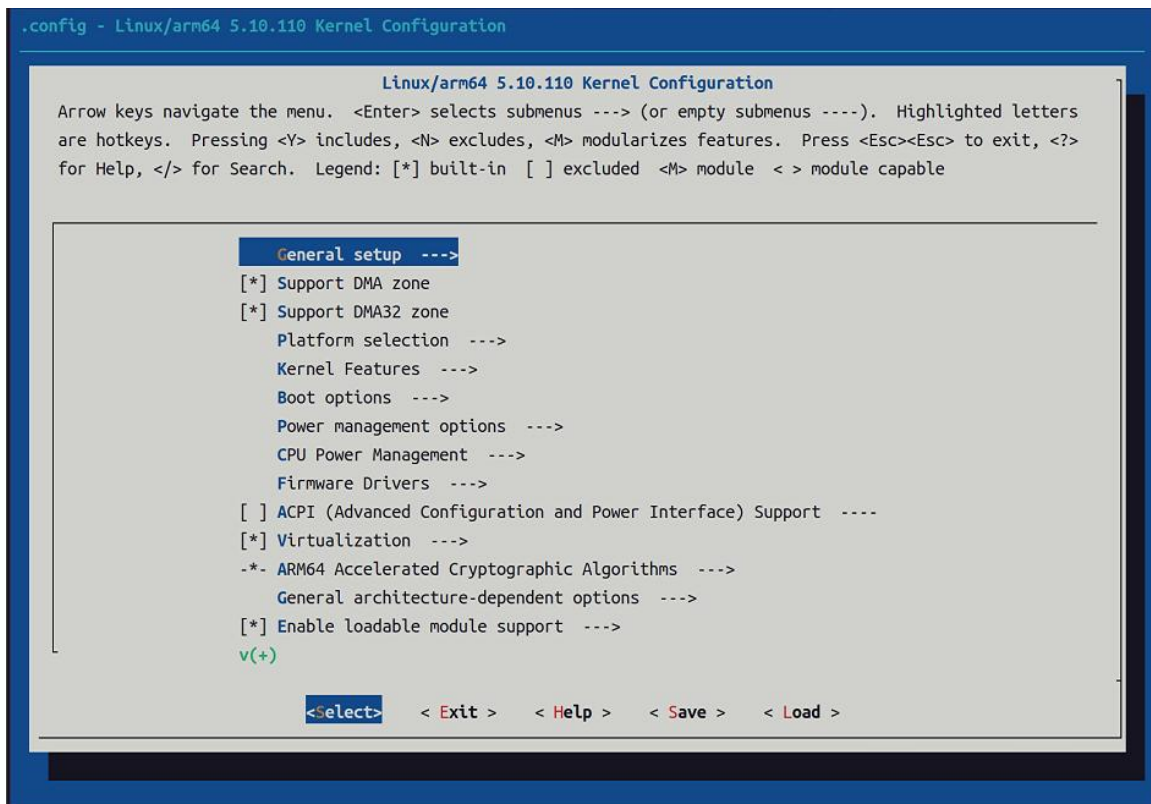 .config - Linux/arm64 5.10.110 Kernel Configuration
Linux/arm64 5.10.110 Kernel Configuration
Arrow keys navigate the menu.  <Enter> selects submenus ---> (or empty submenus ----).  Highlighted letters
are hotkeys.  Pressing <Y> includes, <N> excludes, <M> modularizes features.  Press <Esc><Esc> to exit, <?>
for Help, </> for Search.  Legend: [*] built-in  [ ] excluded  <M> module  < > module capable
General setup  --->
[*] Support DMA zone
[*] Support DMA32 zone
Platform selection  --->
Kernel Features  --->
Boot options  --->
Power management options  --->
CPU Power Management  --->
Firmware Drivers  --->
[ ] ACPI (Advanced Configuration and Power Interface) Support  ----
[*] Virtualization  --->
-*- ARM64 Accelerated Cryptographic Algorithms  --->
General architecture-dependent options  --->
[*] Enable loadable module support  --->
v(+)
<Select>    < Exit >    < Help >    < Save >    < Load >